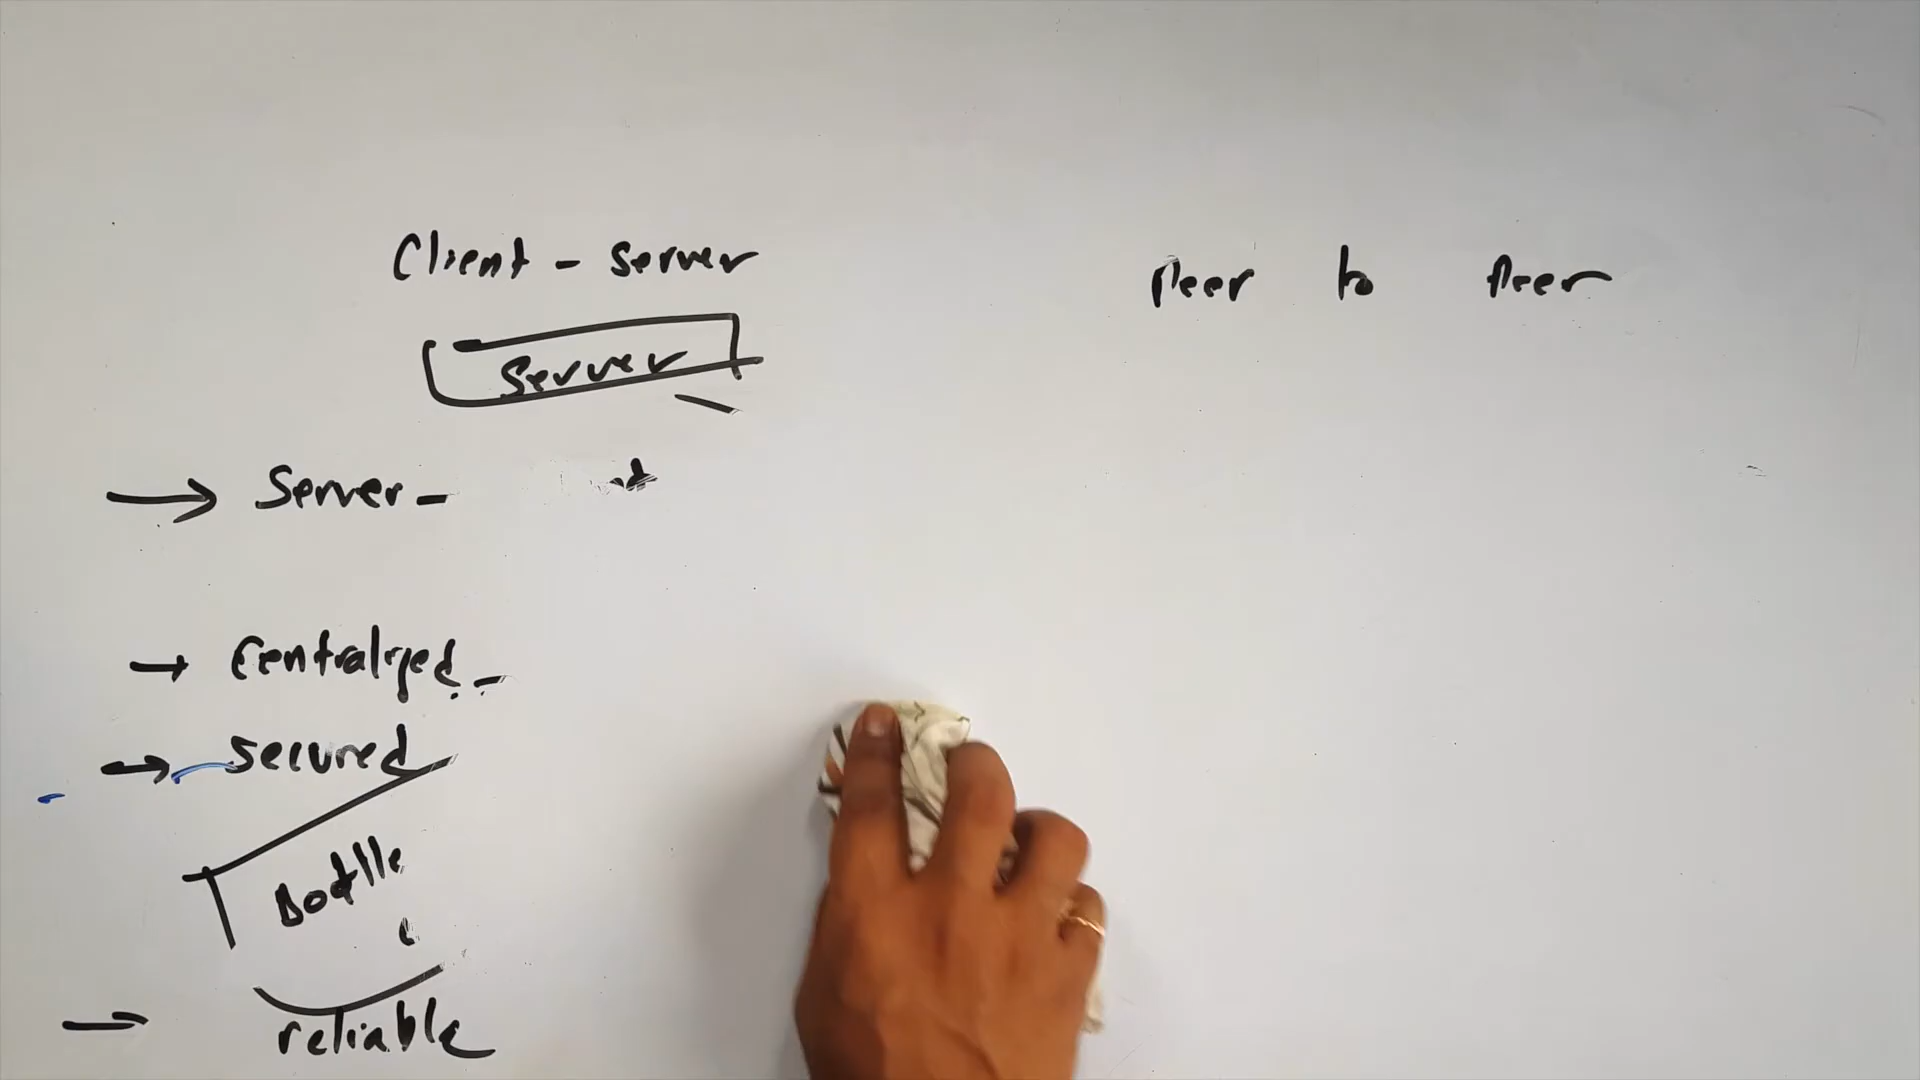 Client - Server
Peer to Peer
Server
→ Server -
→ Centralized -
→ Secured
Bottle
→ reliable